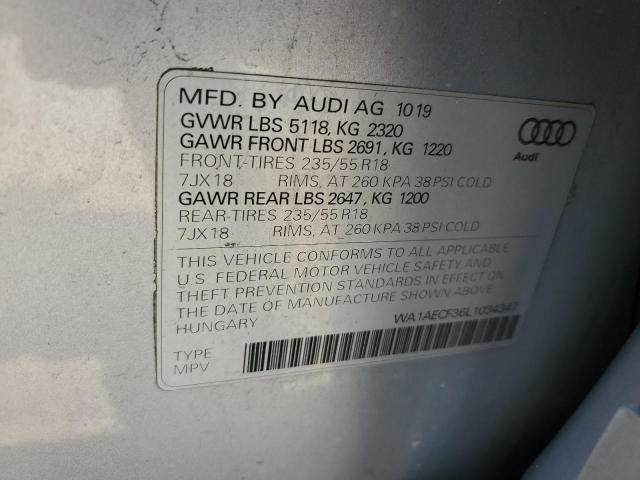 MFD. BY AUDI AG 1019
GVWR LBS 5118, KG 2320
GAWR FRONT LBS 2691, KG 1220
FRONT-TIRES 235/55 R18
7JX18 RIMS, AT 260 KPA 38 PSI COLD
GAWR REAR LBS 2647, KG 1200
REAR-TIRES 235/55 R18
7JX18 RIMS, AT 260 KPA 38 PSI COLD
Audi
THIS VEHICLE CONFORMS TO ALL APPLICABLE
U.S. FEDERAL MOTOR VEHICLE SAFETY AND
THEFT PREVENTION STANDARDS IN EFFECT ON
THE DATE OF MANUFACTURE SHOWN ABOVE
HUNGARY
WA1AECF36L1034347
TYPE
MPV